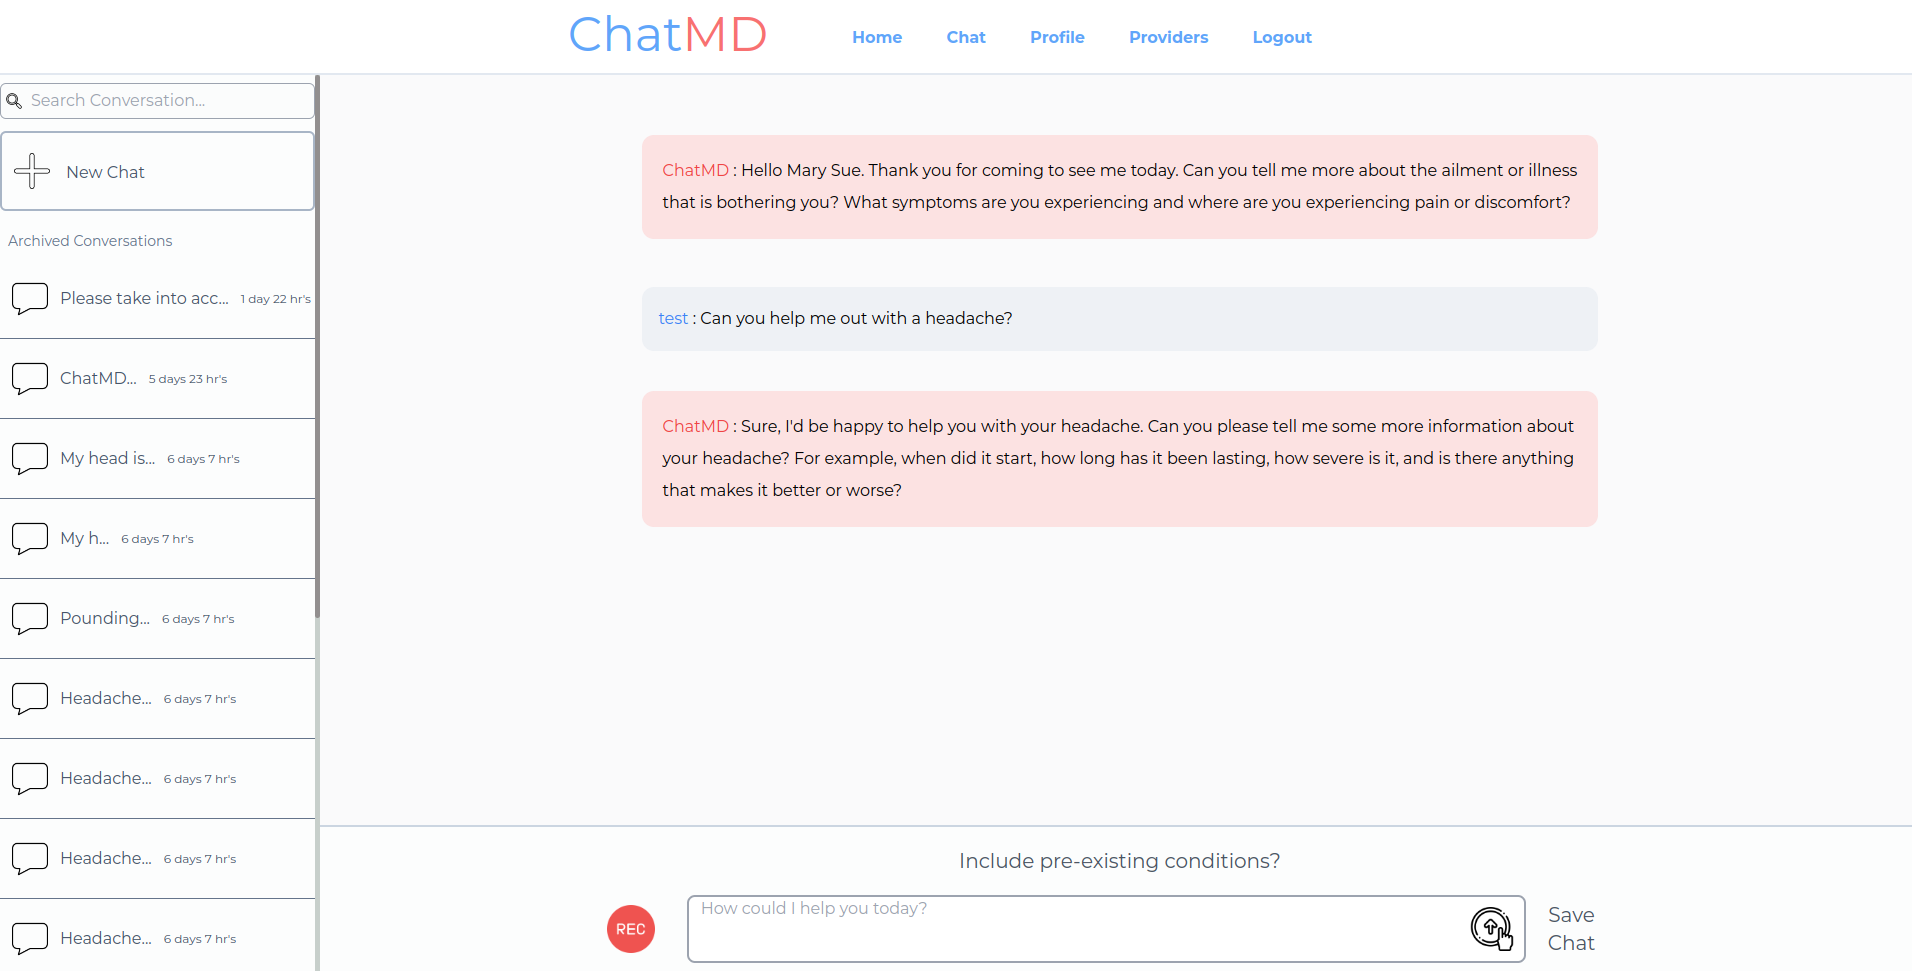 ChatMD
Home Chat Profile Providers Logout
Search Conversation...
New Chat
Archived Conversations
Please take into acc... 1 day 22 hr's
ChatMD... 5 days 23 hr's
My head is... 6 days 7 hr's
My h... 6 days 7 hr's
Pounding... 6 days 7 hr's
Headache... 6 days 7 hr's
Headache... 6 days 7 hr's
Headache... 6 days 7 hr's
Headache... 6 days 7 hr's
ChatMD : Hello Mary Sue. Thank you for coming to see me today. Can you tell me more about the ailment or illness
that is bothering you? What symptoms are you experiencing and where are you experiencing pain or discomfort?
test : Can you help me out with a headache?
ChatMD : Sure, I'd be happy to help you with your headache. Can you please tell me some more information about
your headache? For example, when did it start, how long has it been lasting, how severe is it, and is there anything
that makes it better or worse?
Include pre-existing conditions?
REC
How could I help you today?
Save
Chat